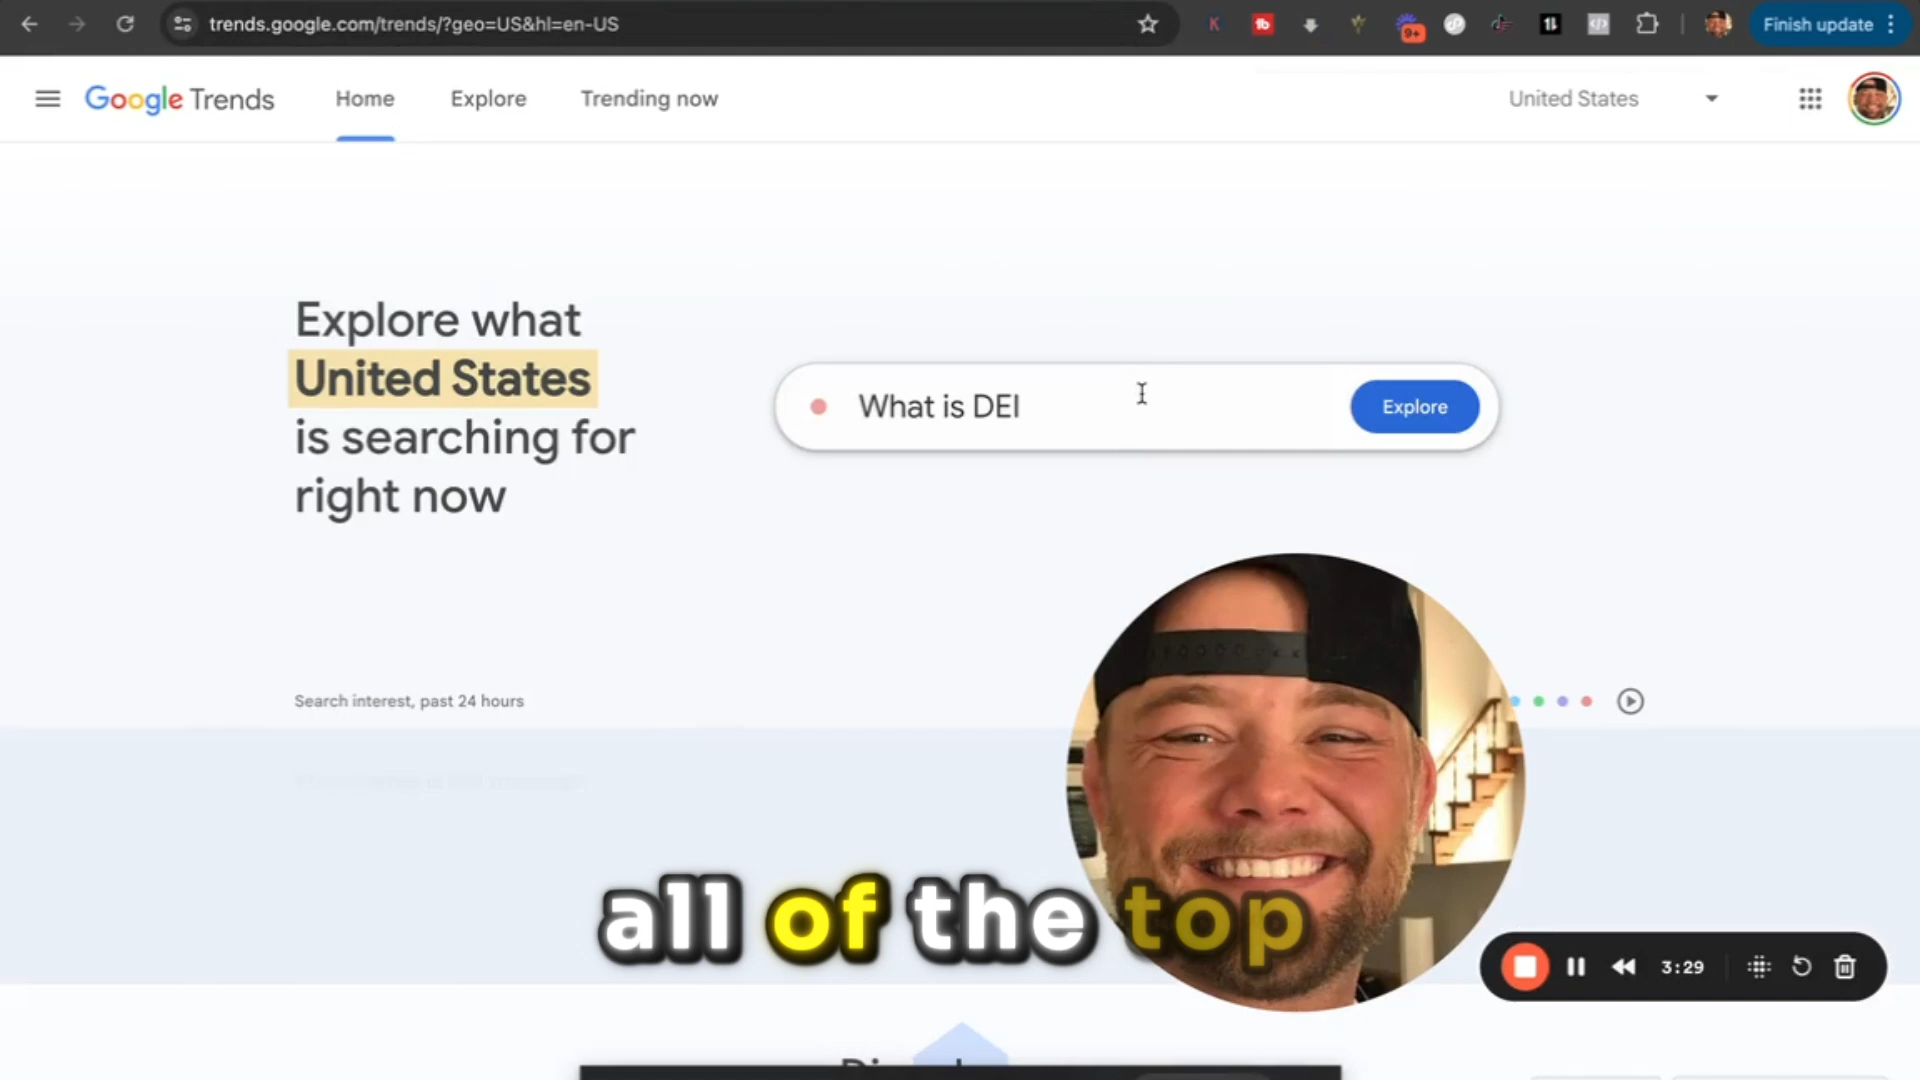 trends.google.com/trends/?geo=US&hl=en-US
K
tb
9+
Finish update
Google Trends
Home
Explore
Trending now
United States
Explore what
United States
is searching for
right now
What is DEI
Explore
Search interest, past 24 hours
all of the top
3:29